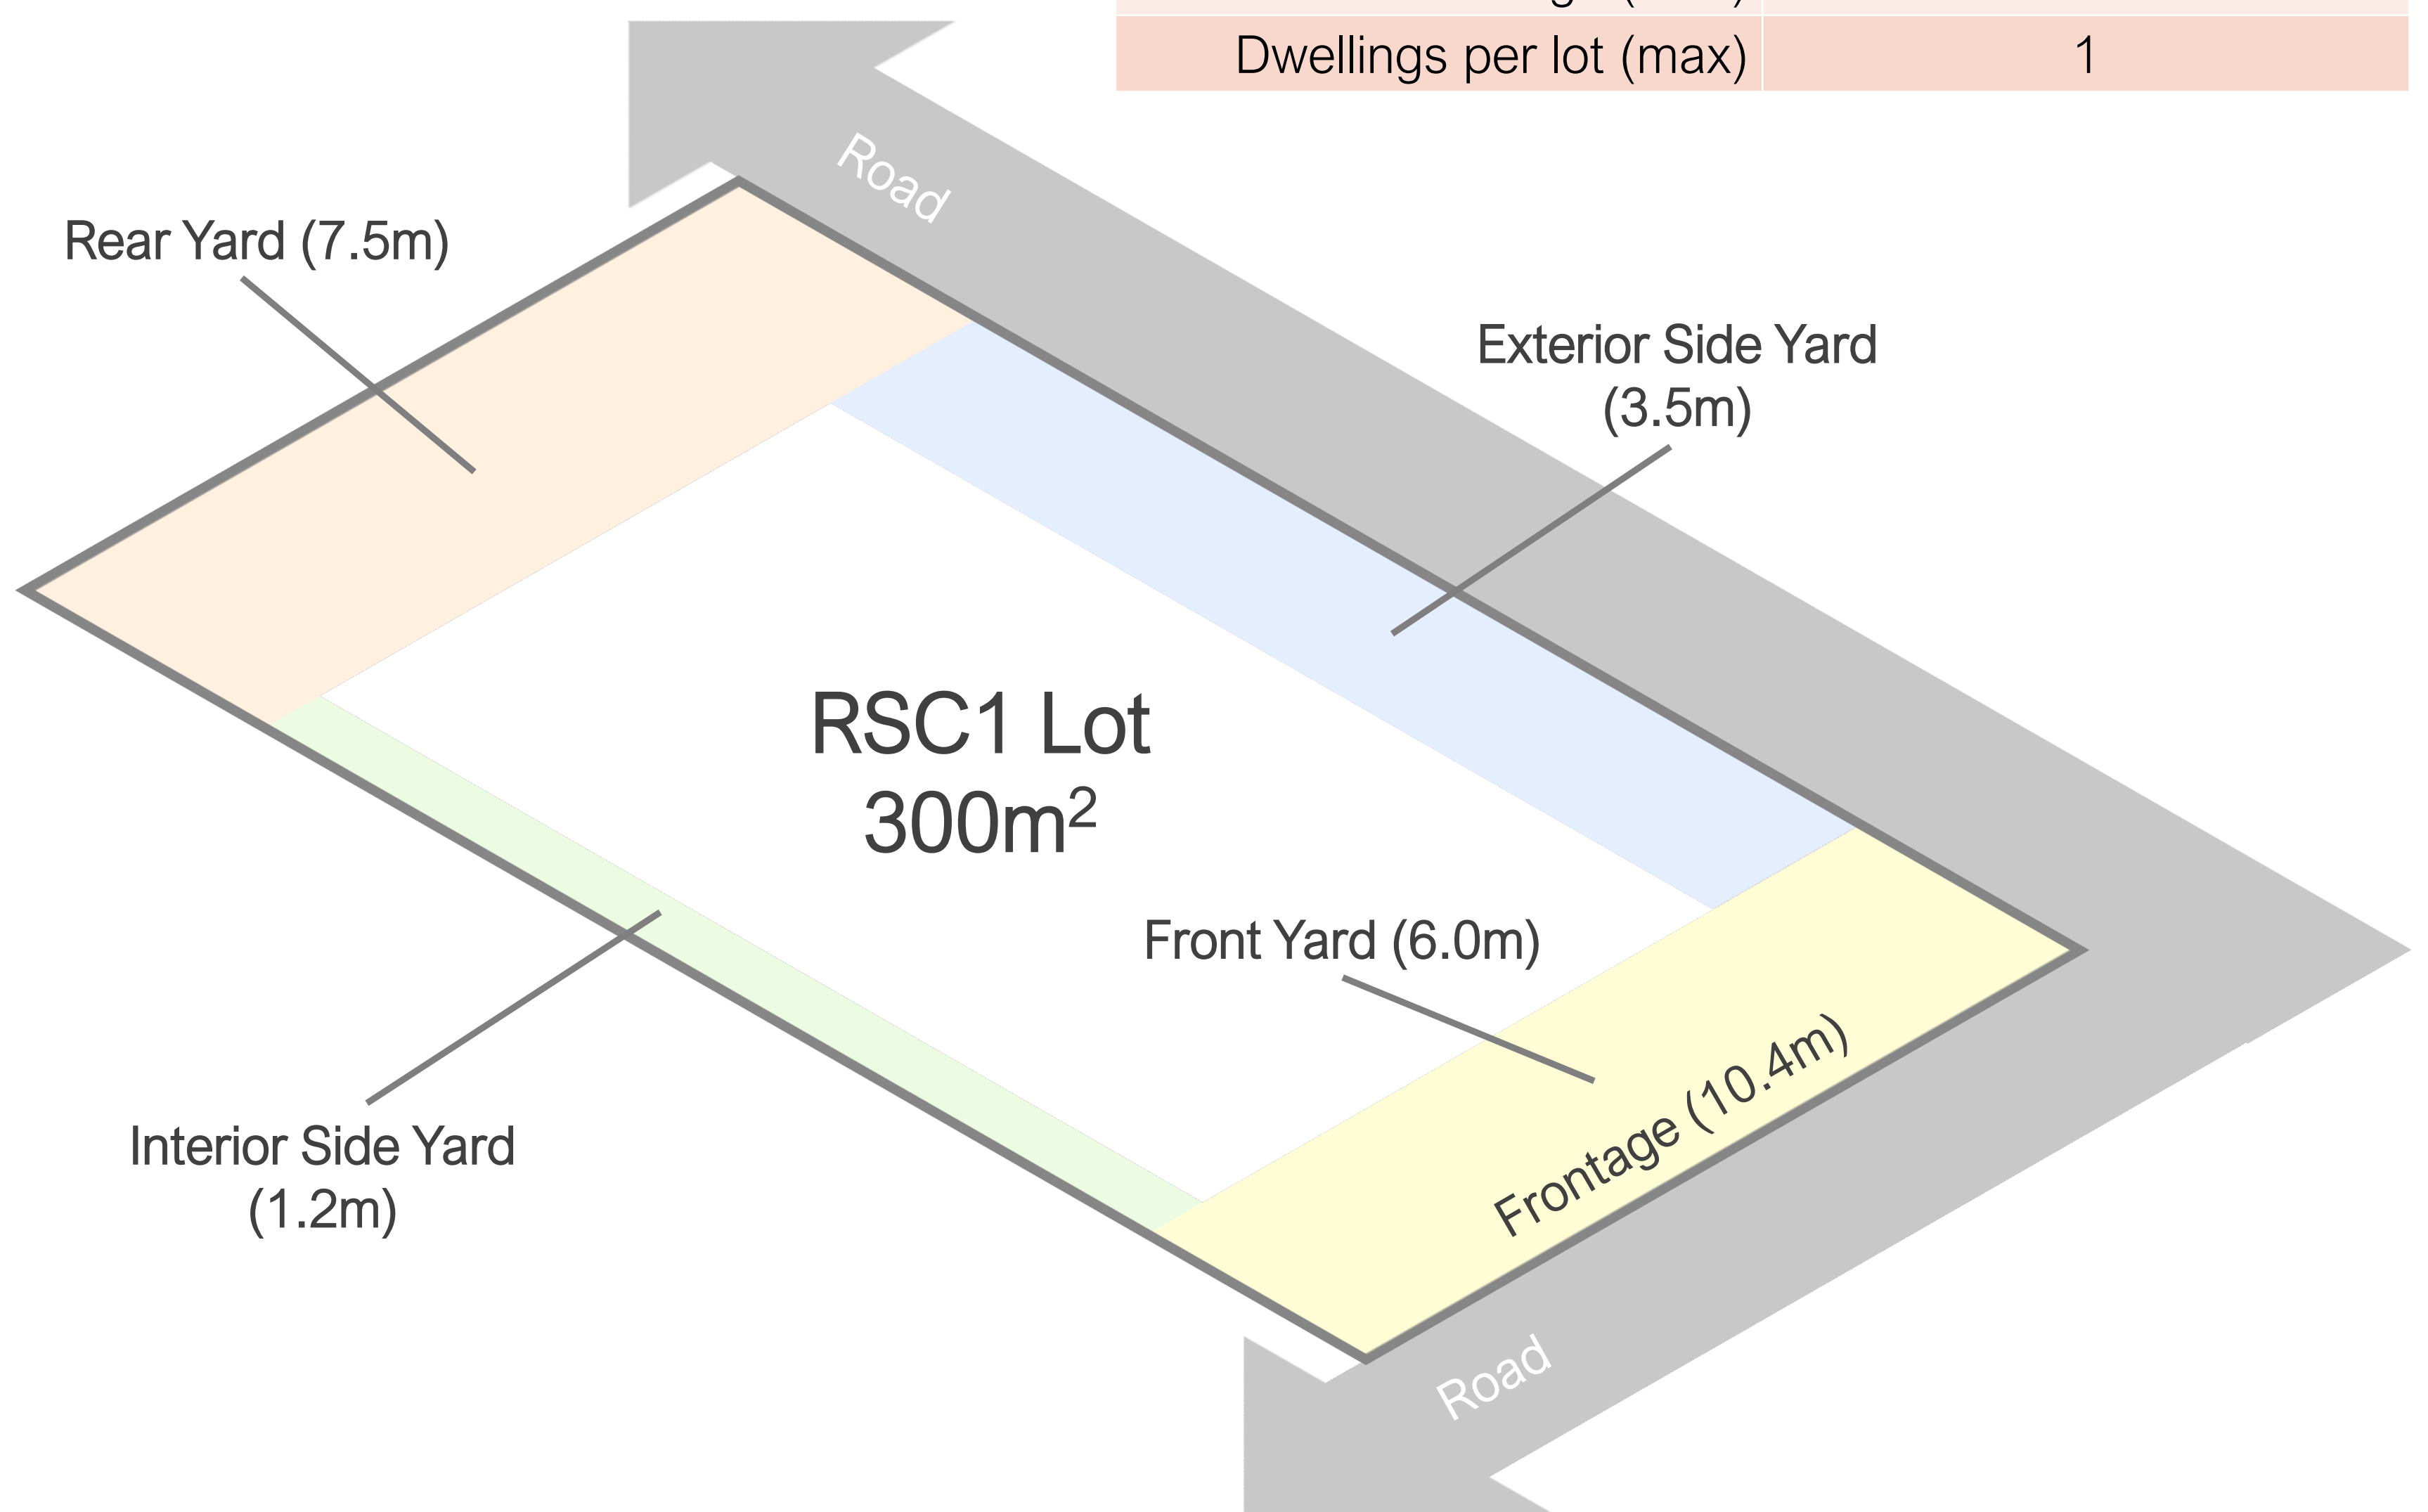 Dwellings per lot (max) 1
Road
Rear Yard (7.5m)
Exterior Side Yard
(3.5m)
RSC1 Lot
300m²
Front Yard (6.0m)
Frontage (10.4m)
Interior Side Yard
(1.2m)
Road